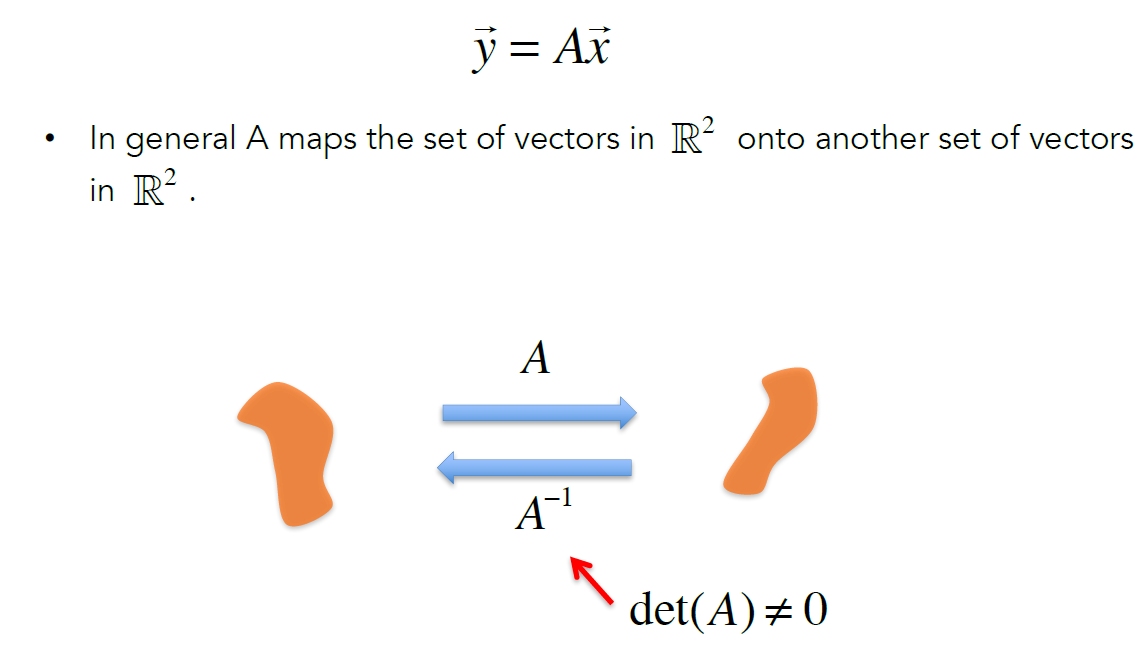 y⃗ = Ax⃗
• In general A maps the set of vectors in ℝ² onto another set of vectors
in ℝ² .
A
A⁻¹
det(A) ≠ 0